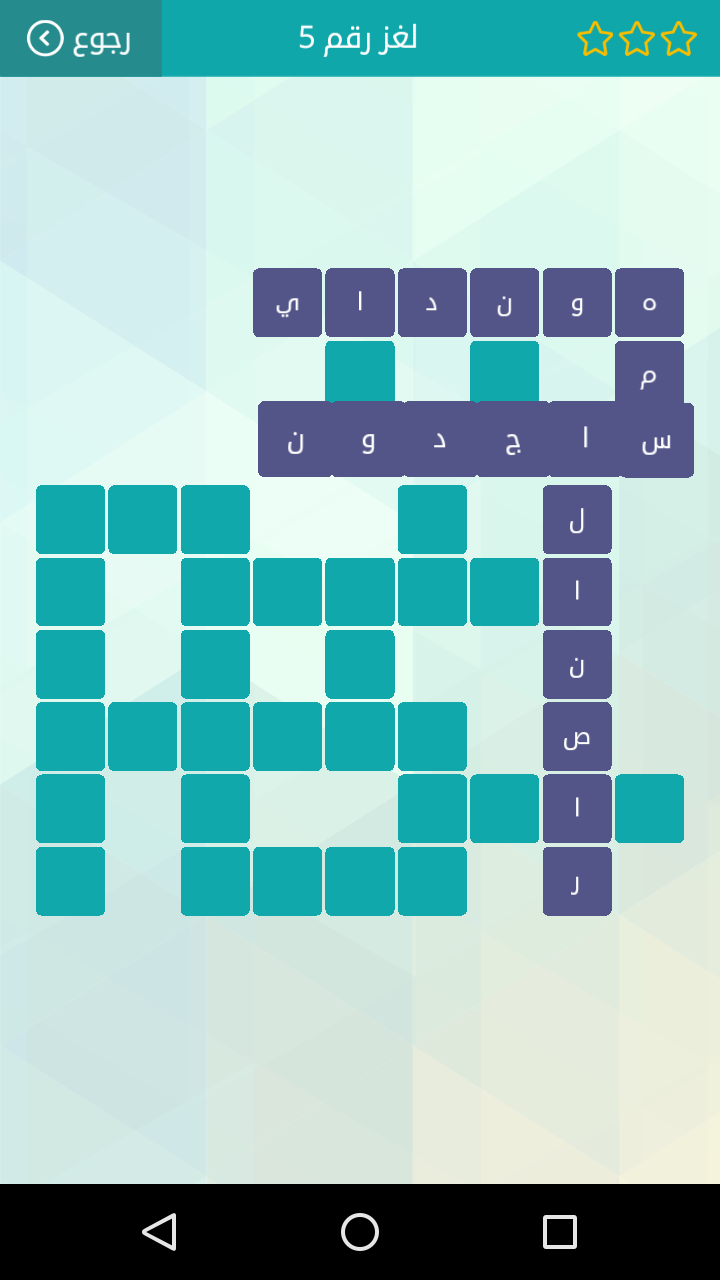 رجوع
لغز رقم 5
ه و ن د ا ي
م
س ا ج د و ن
ل
ا
ن
ص
ا
ر